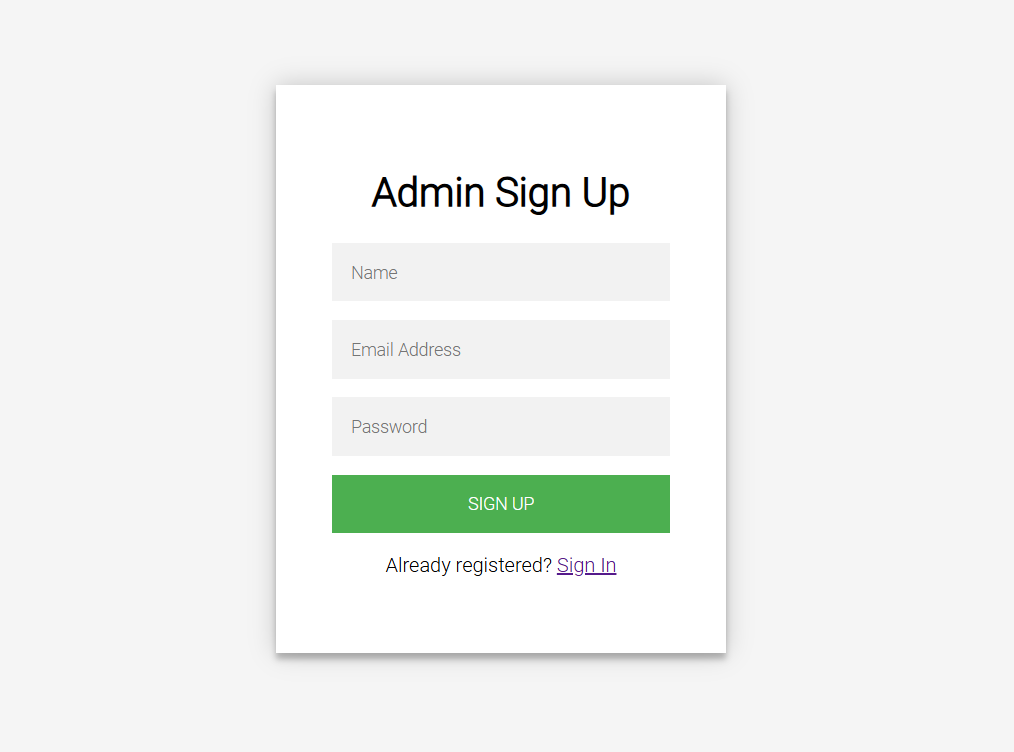 Admin Sign Up
Name
Email Address
Password
SIGN UP
Already registered? Sign In